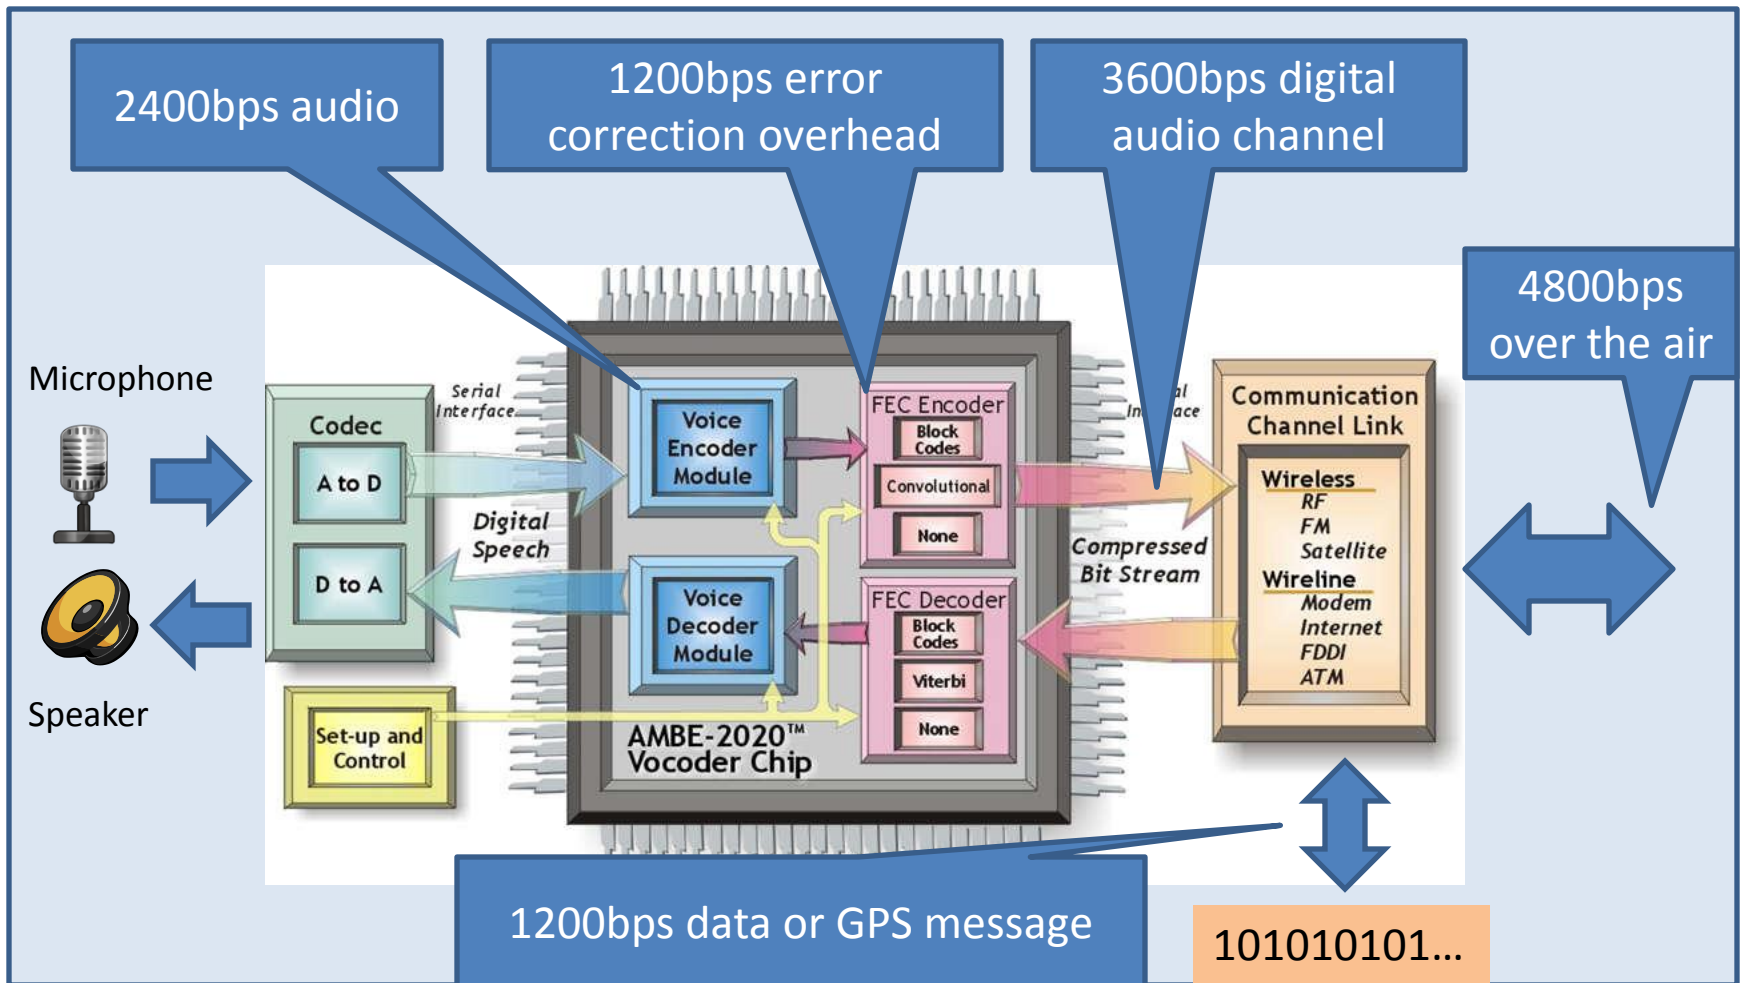 2400bps audio
1200bps error
correction overhead
3600bps digital
audio channel
4800bps
over the air
Microphone
Speaker
Codec
A to D
D to A
Serial
Interface
Digital
Speech
Set-up and
Control
Voice
Encoder
Module
Voice
Decoder
Module
AMBE-2020™
Vocoder Chip
FEC Encoder
Block
Codes
Convolutional
None
FEC Decoder
Block
Codes
Viterbi
None
Compressed
Bit Stream
Communication
Channel Link
Wireless
RF
FM
Satellite
Wireline
Modem
Internet
FDDI
ATM
1200bps data or GPS message
101010101...